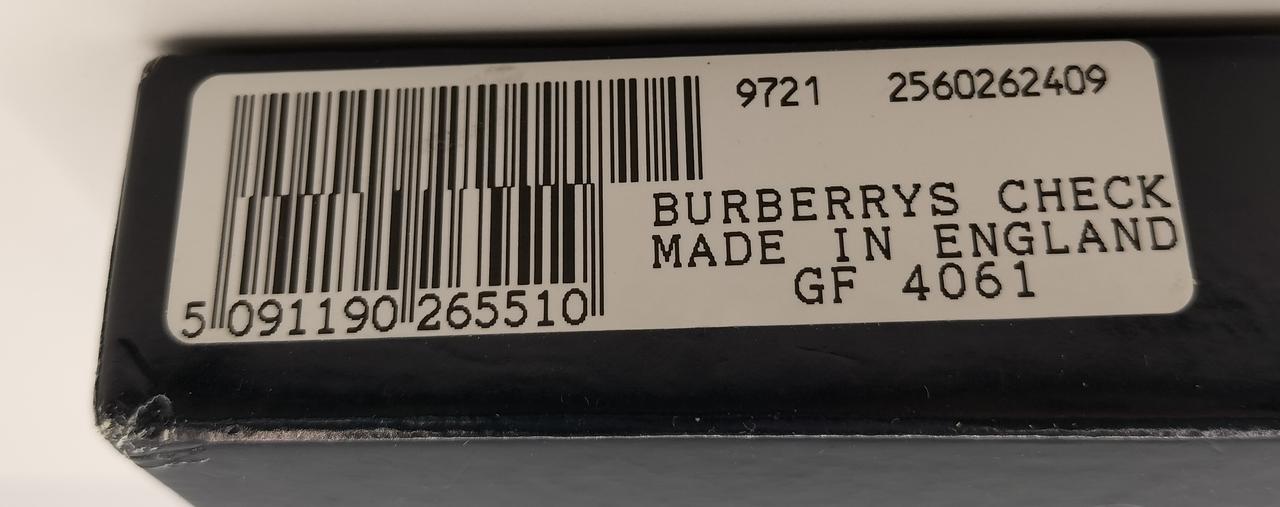 9721 2560262409
BURBERRYS CHECK
MADE IN ENGLAND
GF 4061
5 091190 265510